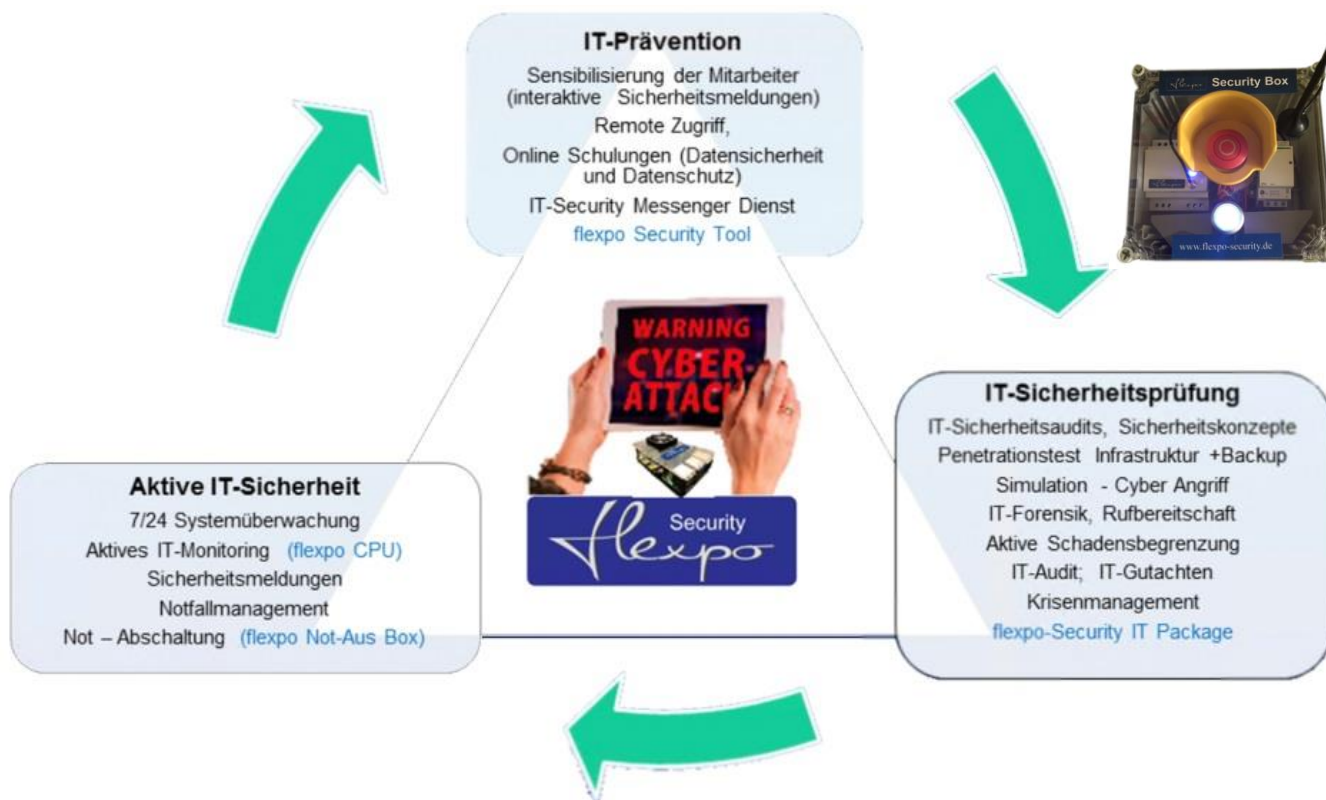 IT-Prävention
Sensibilisierung der Mitarbeiter
(interaktive Sicherheitsmeldungen)
Remote Zugriff,
Online Schulungen (Datensicherheit
und Datenschutz)
IT-Security Messenger Dienst
flexpo Security Tool
flexpo Security Box
www.flexpo-security.de
WARNING
CYBER
ATTACK
Security
flexpo
IT-Sicherheitsprüfung
IT-Sicherheitsaudits, Sicherheitskonzepte
Penetrationstest Infrastruktur +Backup
Simulation - Cyber Angriff
IT-Forensik, Rufbereitschaft
Aktive Schadensbegrenzung
IT-Audit; IT-Gutachten
Krisenmanagement
flexpo-Security IT Package
Aktive IT-Sicherheit
7/24 Systemüberwachung
Aktives IT-Monitoring (flexpo CPU)
Sicherheitsmeldungen
Notfallmanagement
Not – Abschaltung (flexpo Not-Aus Box)